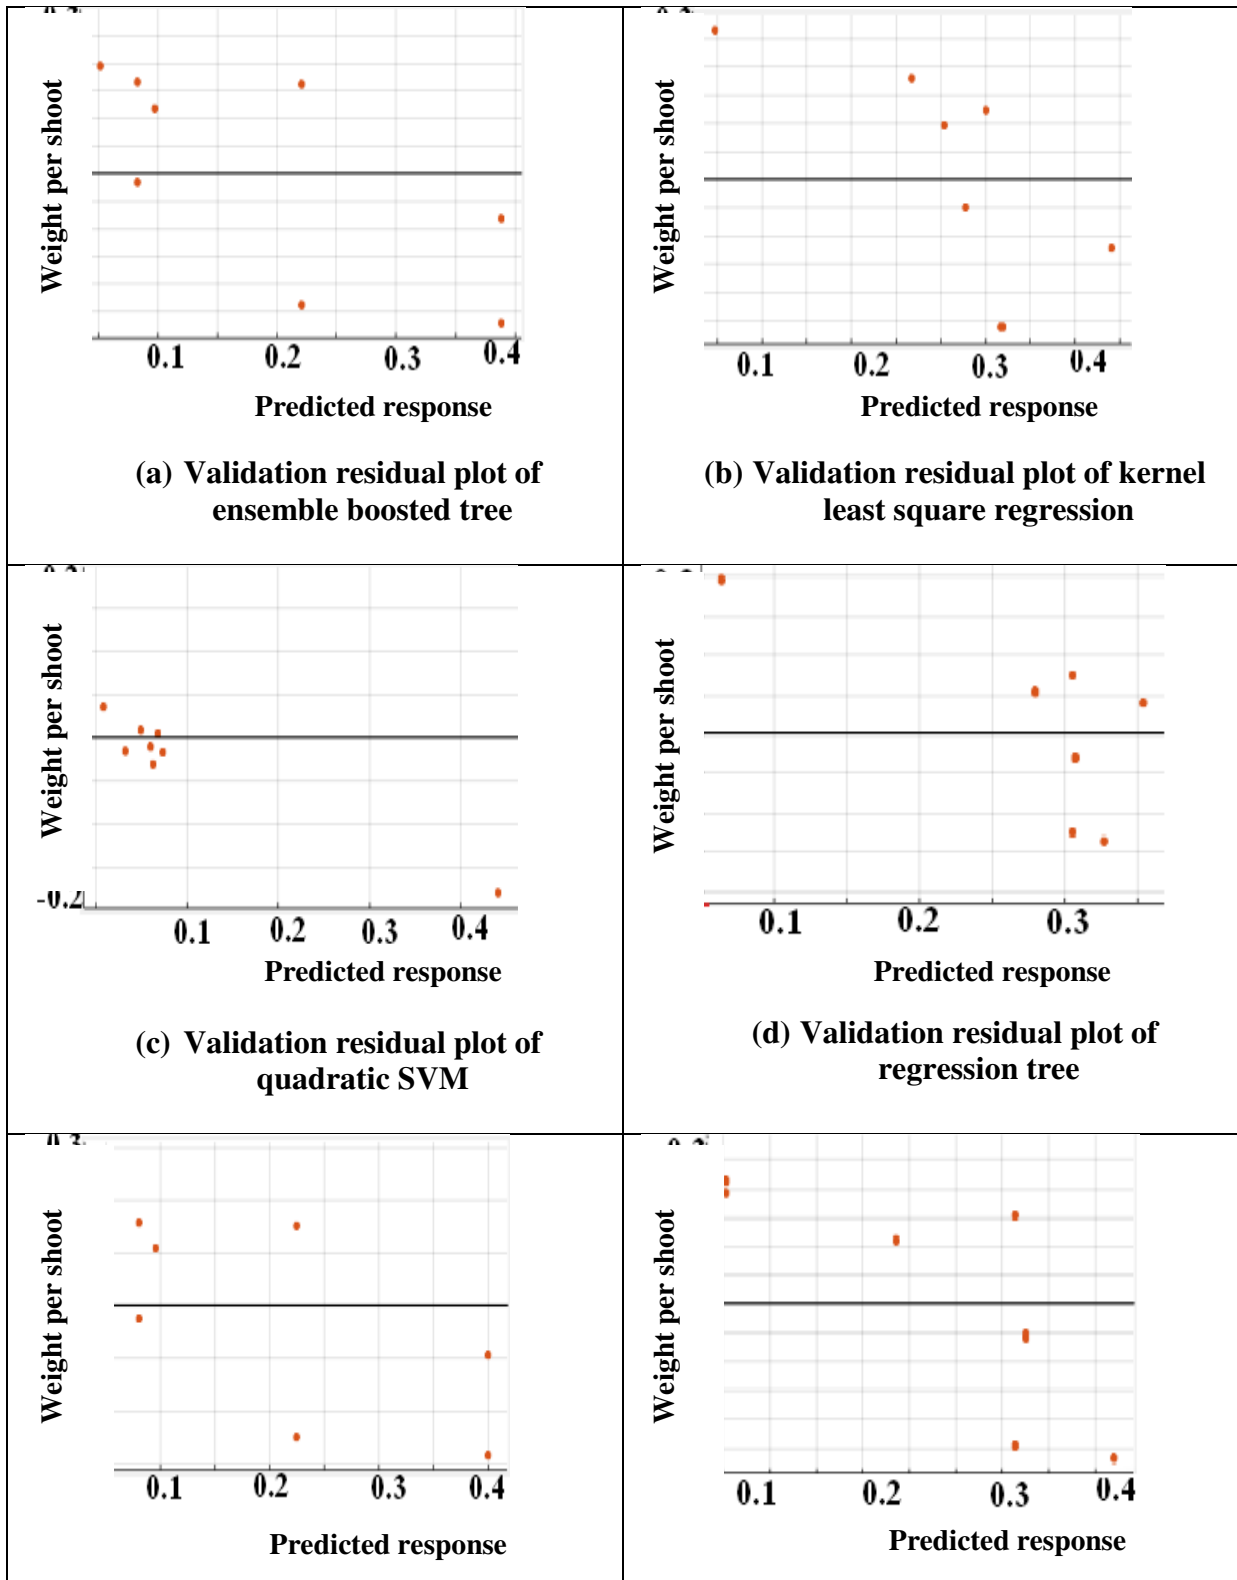 Weight per shoot
0.1 0.2 0.3 0.4
Predicted response
(a) Validation residual plot of
ensemble boosted tree
Weight per shoot
0.1 0.2 0.3 0.4
Predicted response
(b) Validation residual plot of kernel
least square regression
Weight per shoot
0.1 0.2 0.3 0.4
Predicted response
(c) Validation residual plot of
quadratic SVM
Weight per shoot
0.1 0.2 0.3
Predicted response
(d) Validation residual plot of
regression tree
Weight per shoot
0.1 0.2 0.3 0.4
Predicted response
Weight per shoot
0.1 0.2 0.3 0.4
Predicted response